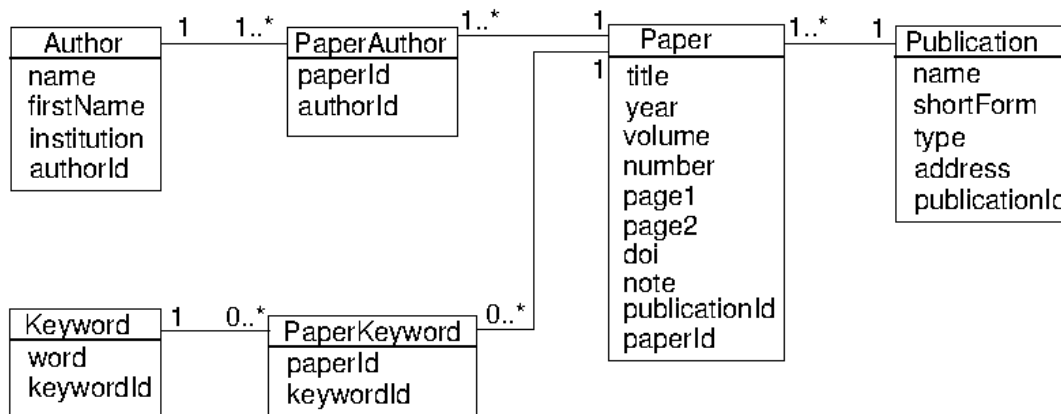 Author
name
firstName
institution
authorId
1
1..*
PaperAuthor
paperId
authorId
1..*
1
1
Paper
title
year
volume
number
page1
page2
doi
note
publicationId
paperId
1..*
1
Publication
name
shortForm
type
address
publicationId
Keyword
word
keywordId
1
0..*
PaperKeyword
paperId
keywordId
0..*